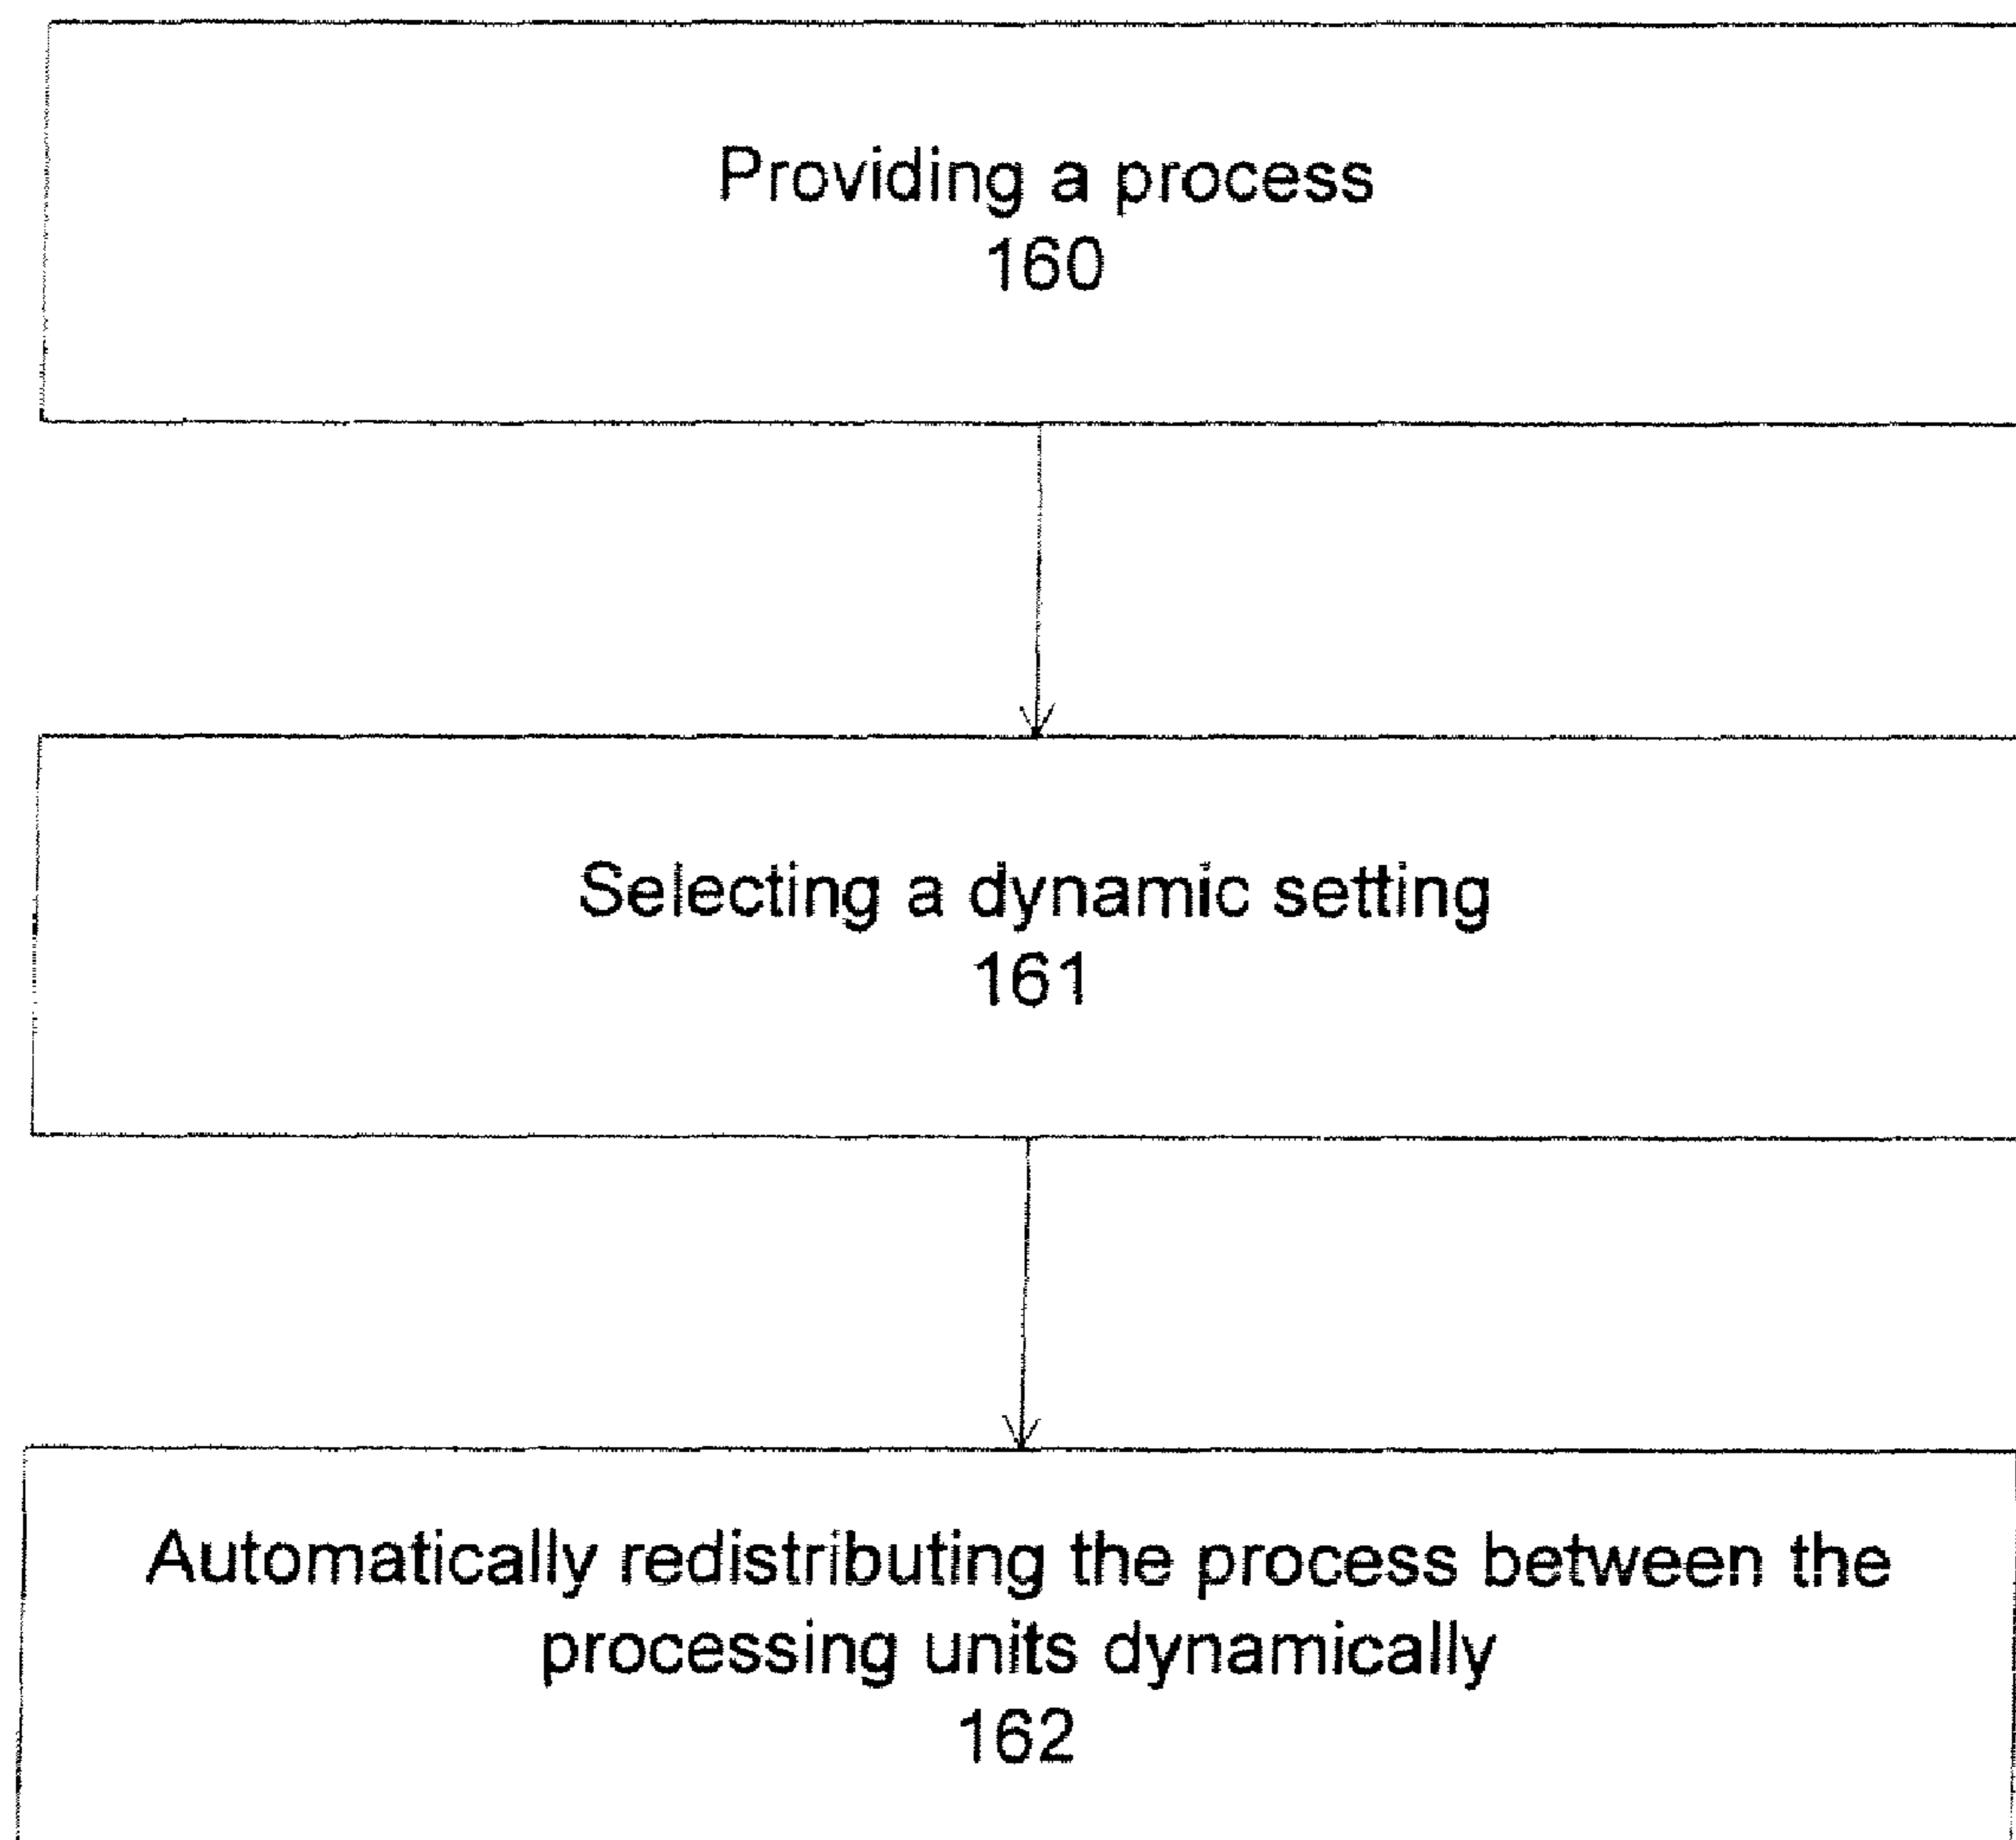 Providing a process
160
Selecting a dynamic setting
161
Automatically redistributing the process between the
processing units dynamically
162